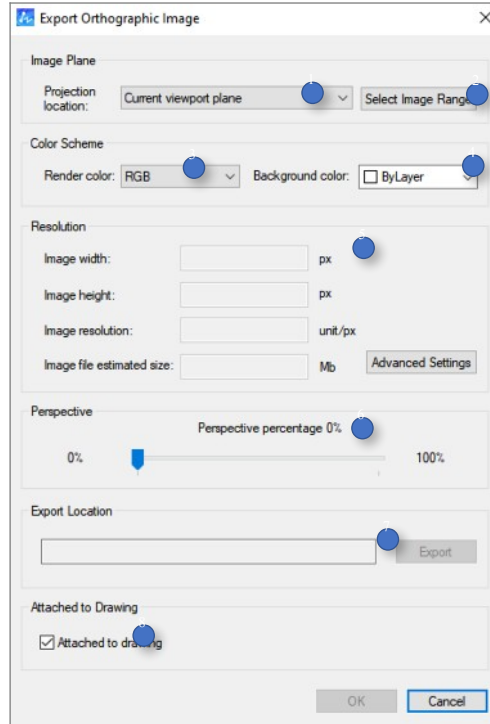 Export Orthographic Image
Image Plane
Projection location: Current viewport plane Select Image Range
Color Scheme
Render color: RGB Background color: ByLayer
Resolution
Image width: px
Image height: px
Image resolution: unit/px
Image file estimated size: Mb Advanced Settings
Perspective
Perspective percentage 0%
0% 100%
Export Location
Export
Attached to Drawing
Attached to drawing
OK Cancel